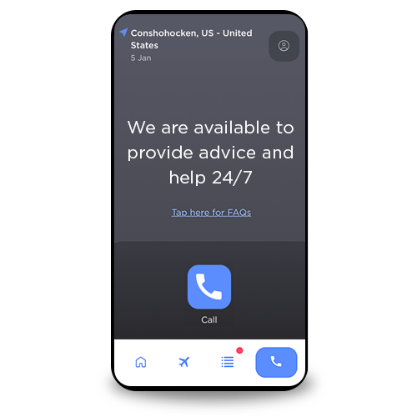 Conshohocken, US - United
States
5 Jan
We are available to
provide advice and
help 24/7
Tap here for FAQs
Call